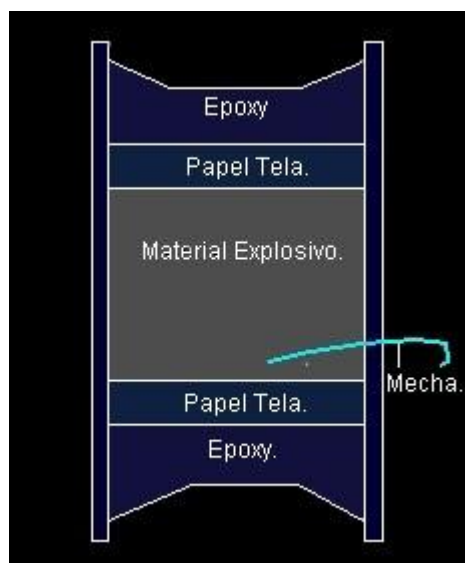 Epoxy
Papel Tela.
Material Explosivo.
Mecha.
Papel Tela.
Epoxy.